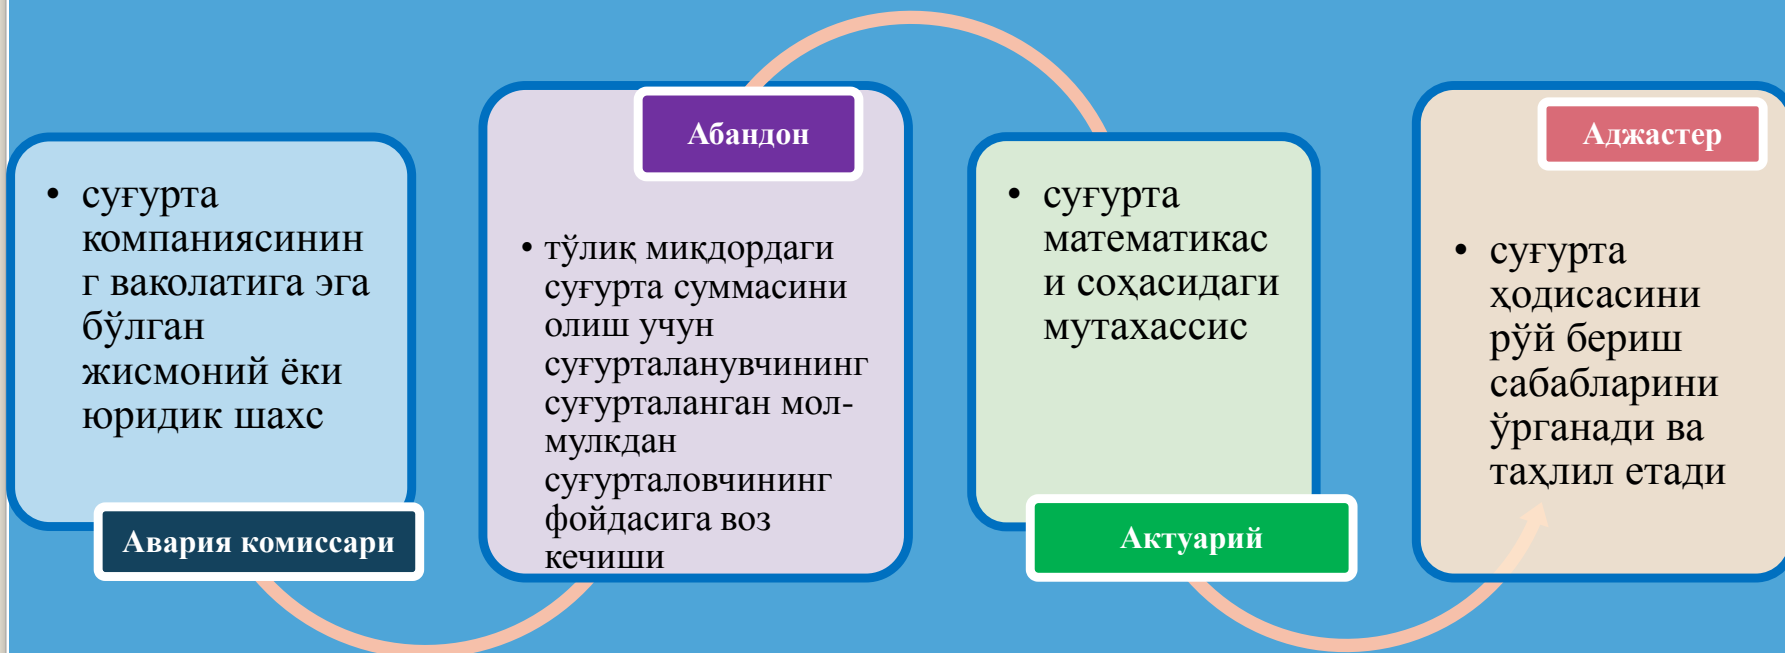 • суғурта
компаниясинин
г ваколатига эга
бўлган
жисмоний ёки
юридик шахс
Авария комиссари
Абандон
• тўлиқ миқдордаги
суғурта суммасини
олиш учун
суғурталанувчининг
суғурталанган мол-
мулкдан
суғурталовчининг
фойдасига воз
кечиши
• суғурта
математикас
и соҳасидаги
мутахассис
Актуарий
Аджастер
• суғурта
ҳодисасини
рўй бериш
сабабларини
ўрганади ва
таҳлил етади